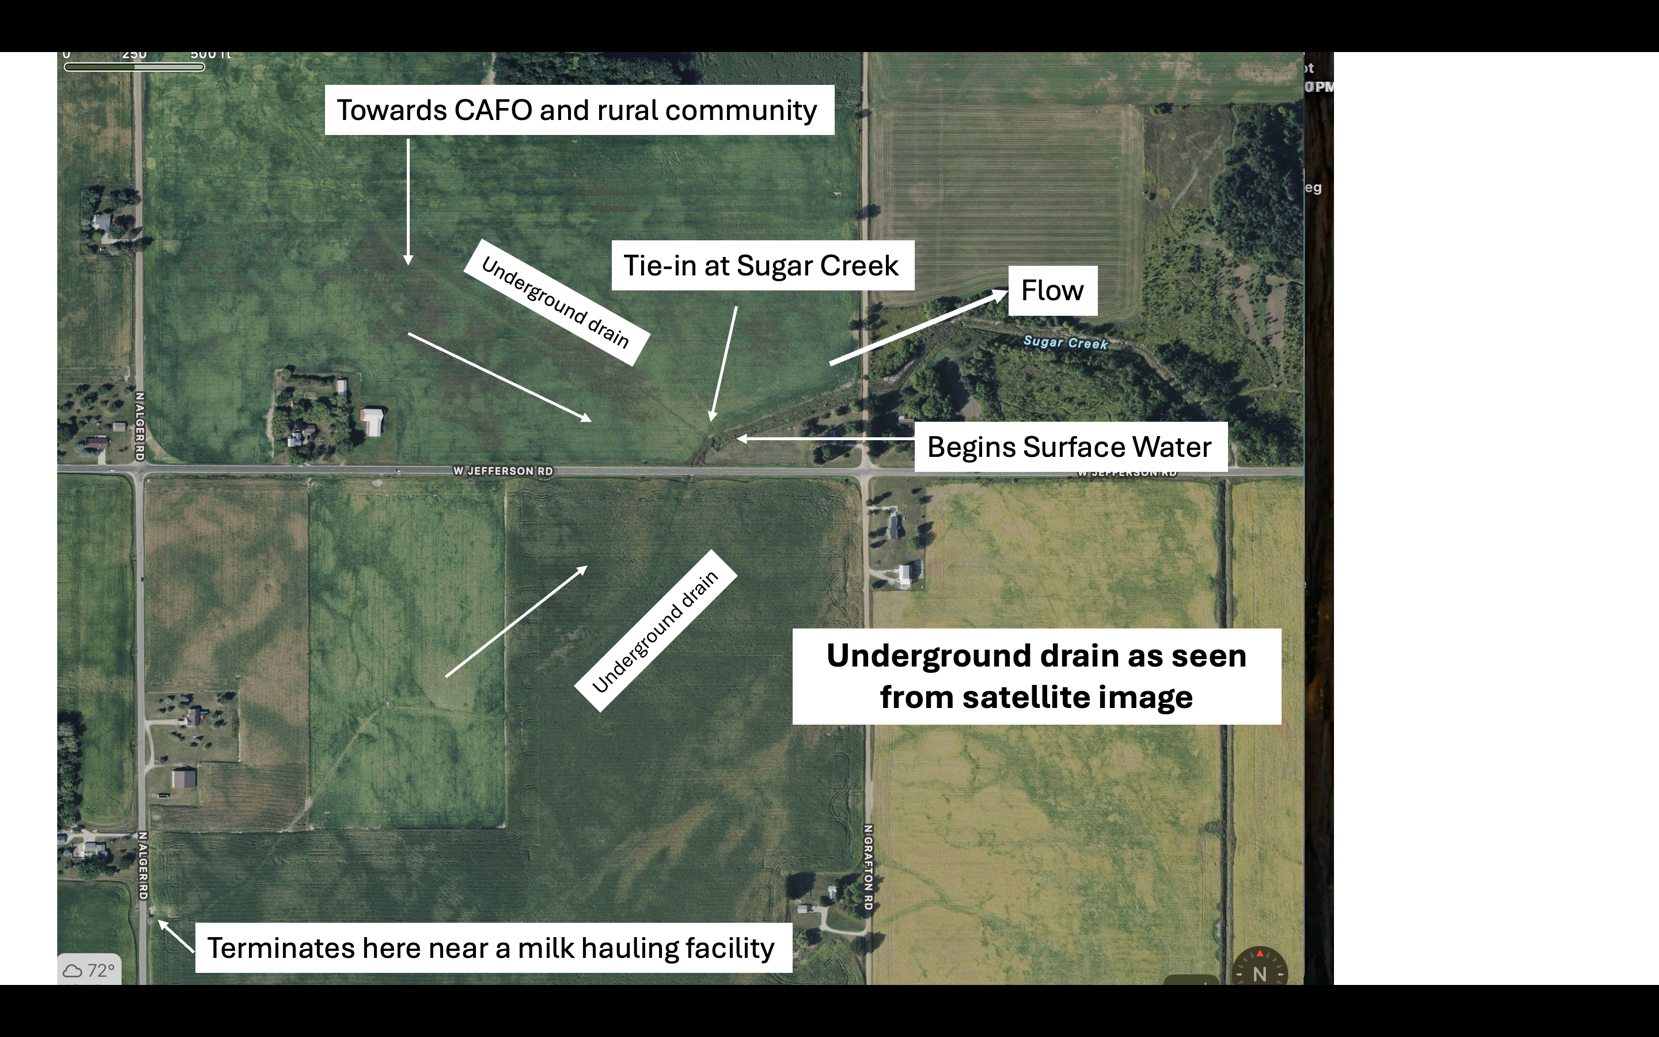 0 250 500 ft
Towards CAFO and rural community
Underground drain
Tie-in at Sugar Creek
Flow
Sugar Creek
N ALGER RD
Begins Surface Water
W JEFFERSON RD
W JEFFERSON RD
Underground drain
Underground drain as seen
from satellite image
N ALGER RD
N GRAFTON RD
Terminates here near a milk hauling facility
72°
N